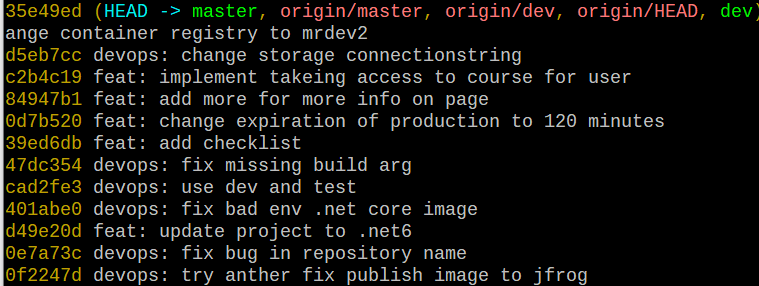 35e49ed (HEAD -> master, origin/master, origin/dev, origin/HEAD, dev)
ange container registry to mrdev2
d5eb7cc devops: change storage connectionstring
c2b4c19 feat: implement takeing access to course for user
84947b1 feat: add more for more info on page
0d7b520 feat: change expiration of production to 120 minutes
39ed6db feat: add checklist
47dc354 devops: fix missing build arg
cad2fe3 devops: use dev and test
401abe0 devops: fix bad env .net core image
d49e20d feat: update project to .net6
0e7a73c devops: fix bug in repository name
0f2247d devops: try anther fix publish image to jfrog